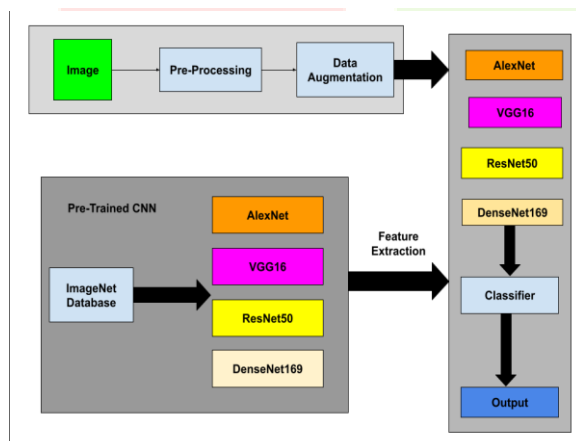 Image
Pre-Processing
Data
Augmentation
AlexNet
VGG16
ResNet50
DenseNet169
Classifier
Output
Pre-Trained CNN
ImageNet
Database
AlexNet
VGG16
ResNet50
DenseNet169
Feature
Extraction